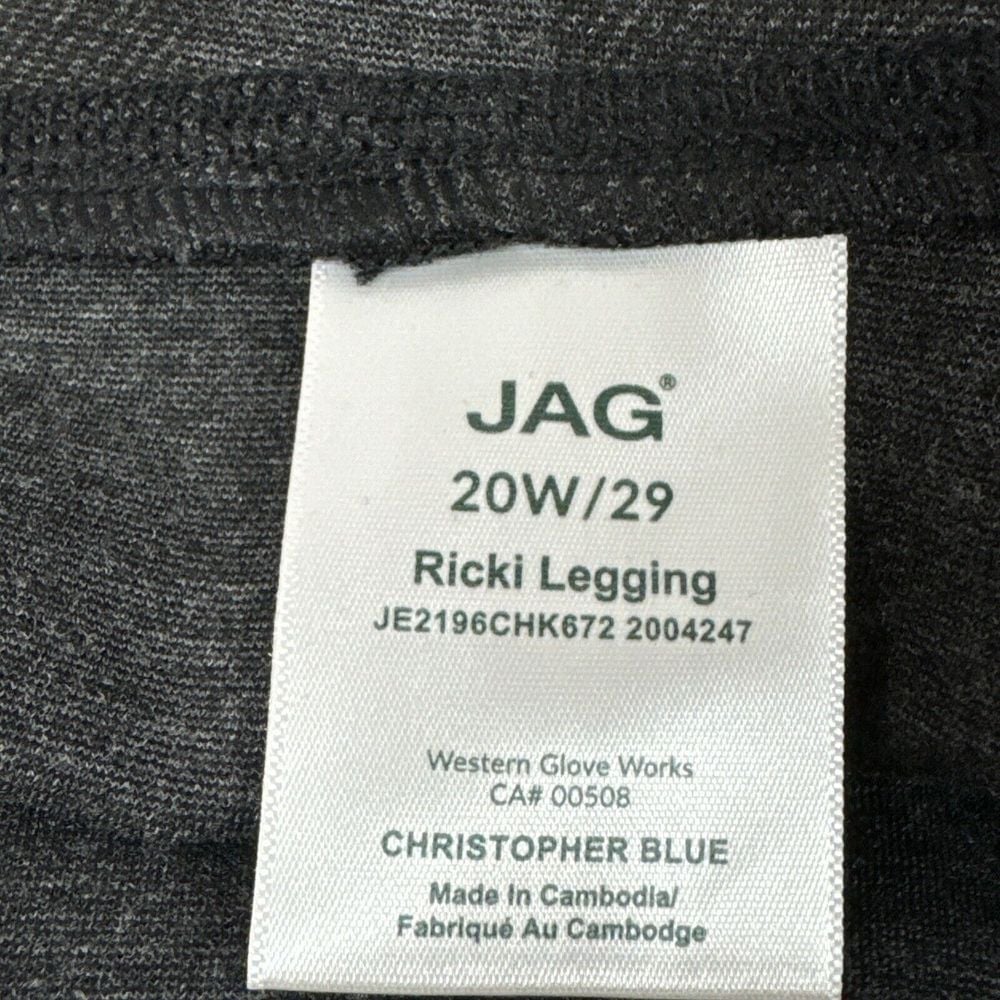 JAG®
20W/29
Ricki Legging
JE2196CHK672 2004247
Western Glove Works
CA# 00508
CHRISTOPHER BLUE
Made In Cambodia/
Fabriqué Au Cambodge